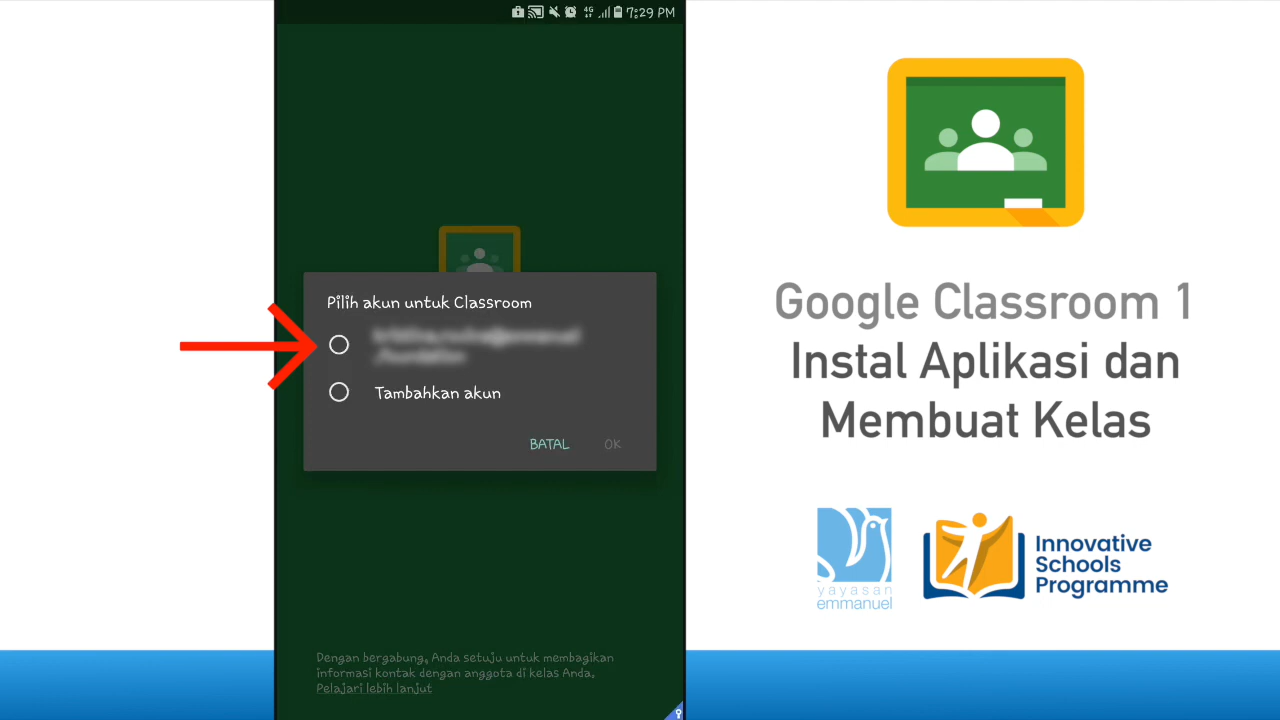 4G 7:29 PM
Pilih akun untuk Classroom
Tambahkan akun
BATAL OK
Dengan bergabung, Anda setuju untuk membagikan
informasi kontak dengan anggota di kelas Anda.
Pelajari lebih lanjut
Google Classroom 1
Instal Aplikasi dan
Membuat Kelas
yayasan
emmanuel
Innovative
Schools
Programme